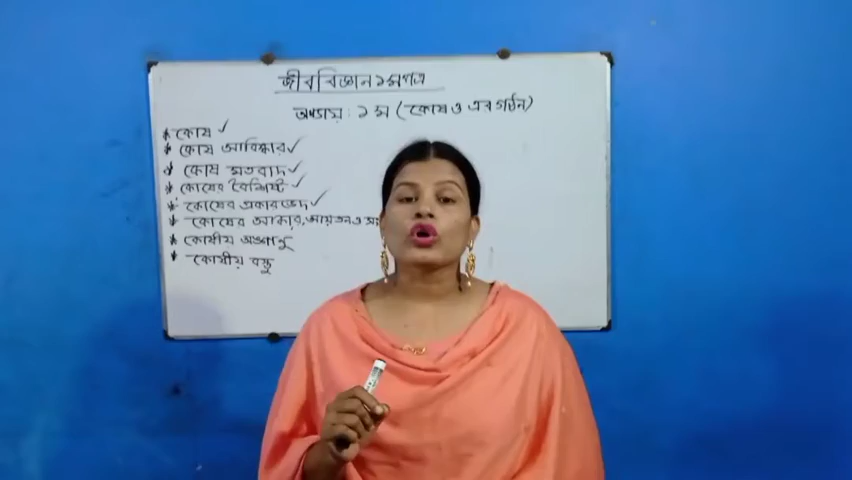 জীববিজ্ঞান ১মপত্র
অধ্যায় : ১ম (কোষ ও এর গঠন)
* কোষ ✓
* কোষ আবিষ্কার ✓
* কোষ মতবাদ ✓
* কোষের বৈশিষ্ট ✓
* কোষের প্রকারভেদ ✓
* কোষের আকার, আয়তন ও
* কোষীয় অঙ্গাণু
* কোষীয় বস্তু